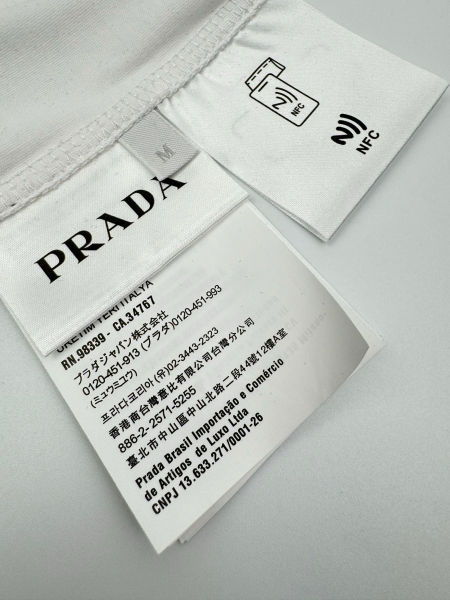 NFC
NFC
M
PRADA
ÜRETİM YERİ İTALYA
RN.98339 - CA.34767
プラダジャパン株式会社
0120-451-913 (プラダ)0120-451-993
(ミュウミュウ)
프라다코리아(유)02-3443-2323
香港商台灣意比有限公司台灣分公司
886-2-2571-5255
臺北市中山區中山北路二段44號12樓A室
Prada Brasil Importação e Comércio
de Artigos de Luxo Ltda
CNPJ 13.633.271/0001-26